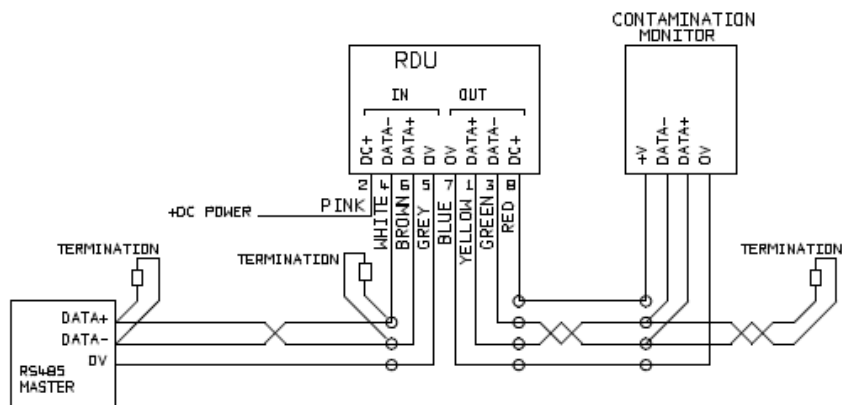 CONTAMINATION
MONITOR
RDU
IN OUT
DC+ DATA- DATA+ 0V 0V DATA+ DATA- DC+
+V DATA- DATA+ 0V
2 4 6 5 7 1 3 8
PINK WHITE BROWN GREY BLUE YELLOW GREEN RED
+DC POWER
TERMINATION
TERMINATION
TERMINATION
DATA+
DATA-
0V
RS485
MASTER